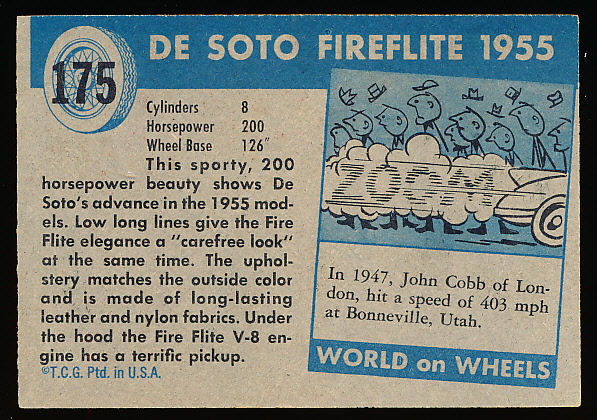 175
DE SOTO FIREFLITE 1955
Cylinders 8
Horsepower 200
Wheel Base 126"
This sporty, 200
horsepower beauty shows De
Soto's advance in the 1955 mod-
els. Low long lines give the Fire
Flite elegance a "carefree look"
at the same time. The uphol-
stery matches the outside color
and is made of long-lasting
leather and nylon fabrics. Under
the hood the Fire Flite V-8 en-
gine has a terrific pickup.
©T.C.G. Ptd. in U.S.A.
ZOOM
In 1947, John Cobb of Lon-
don, hit a speed of 403 mph
at Bonneville, Utah.
WORLD on WHEELS